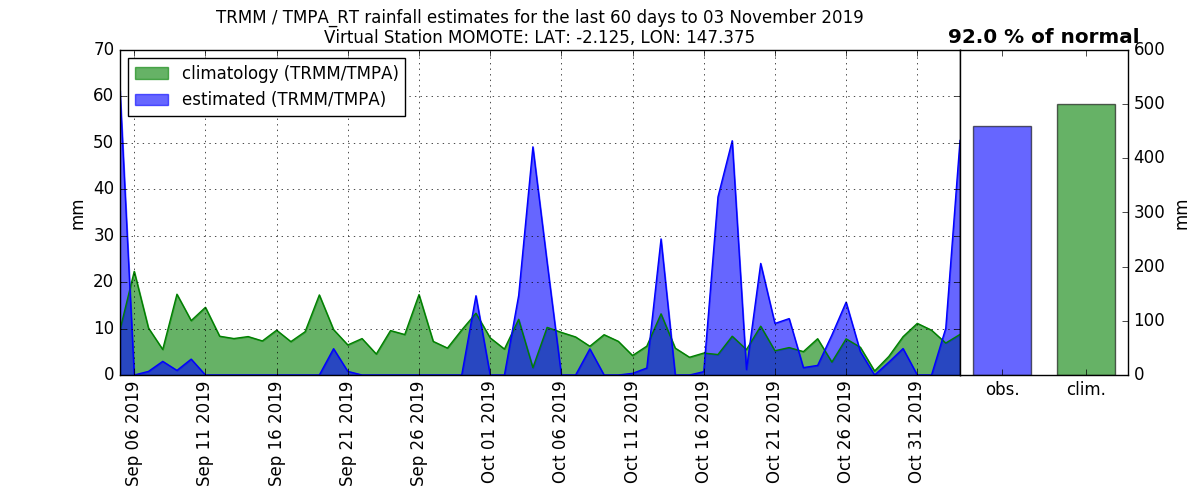 TRMM / TMPA_RT rainfall estimates for the last 60 days to 03 November 2019
Virtual Station MOMOTE: LAT: -2.125, LON: 147.375
92.0 % of normal
climatology (TRMM/TMPA)
estimated (TRMM/TMPA)
mm
70
60
50
40
30
20
10
0
Sep 06 2019
Sep 11 2019
Sep 16 2019
Sep 21 2019
Sep 26 2019
Oct 01 2019
Oct 06 2019
Oct 11 2019
Oct 16 2019
Oct 21 2019
Oct 26 2019
Oct 31 2019
obs.
clim.
600
500
400
300
200
100
0
mm